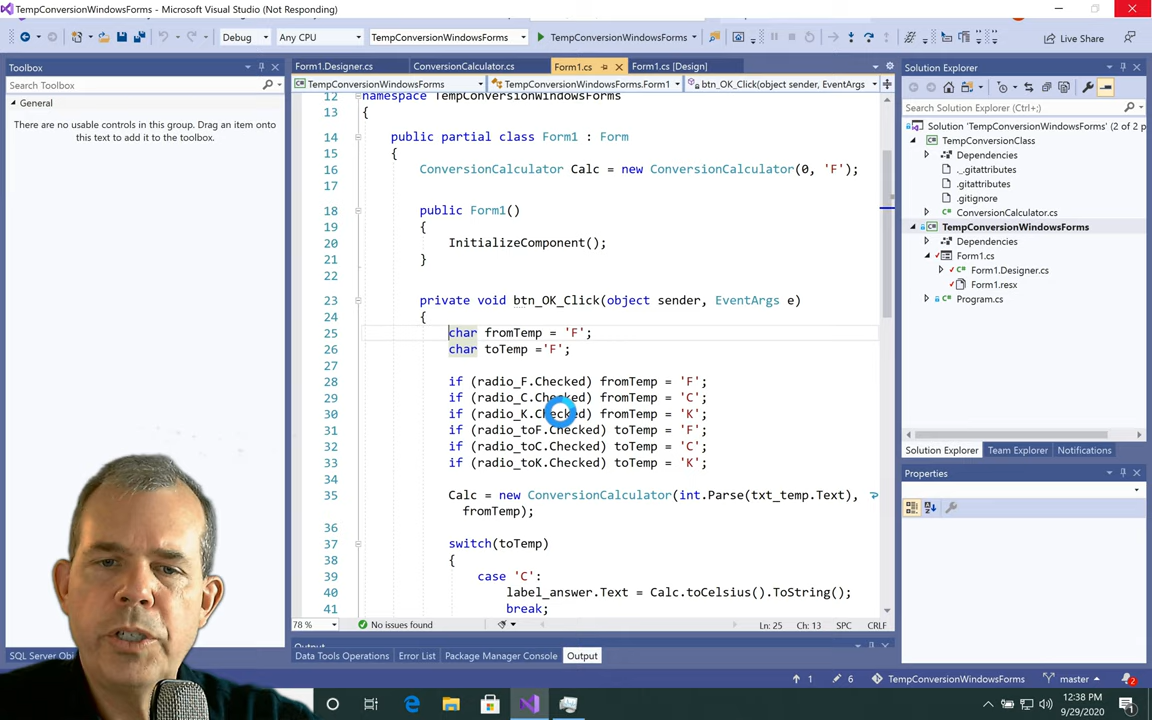 TempConversionWindowsForms - Microsoft Visual Studio (Not Responding)
Debug Any CPU TempConversionWindowsForms TempConversionWindowsForms Live Share
Toolbox
Search Toolbox
General
There are no usable controls in this group. Drag an item onto
this text to add it to the toolbox.
SQL Server Obj
Form1.Designer.cs ConversionCalculator.cs Form1.cs Form1.cs [Design]
TempConversionWindowsForms TempConversionWindowsForms.Form1 btn_OK_Click(object sender, EventArgs
12 namespace TempConversionWindowsForms
13 {
14 public partial class Form1 : Form
15 {
16 ConversionCalculator Calc = new ConversionCalculator(0, 'F');
17
18 public Form1()
19 {
20 InitializeComponent();
21 }
22
23 private void btn_OK_Click(object sender, EventArgs e)
24 {
25 char fromTemp = 'F';
26 char toTemp ='F';
27
28 if (radio_F.Checked) fromTemp = 'F';
29 if (radio_C.Checked) fromTemp = 'C';
30 if (radio_K.Checked) fromTemp = 'K';
31 if (radio_toF.Checked) toTemp = 'F';
32 if (radio_toC.Checked) toTemp = 'C';
33 if (radio_toK.Checked) toTemp = 'K';
34
35 Calc = new ConversionCalculator(int.Parse(txt_temp.Text),
fromTemp);
36
37 switch(toTemp)
38 {
39 case 'C':
40 label_answer.Text = Calc.toCelsius().ToString();
41 break;
78 % No issues found Ln: 25 Ch: 13 SPC CRLF
Output
Data Tools Operations Error List Package Manager Console Output
Solution Explorer
Search Solution Explorer (Ctrl+;)
Solution 'TempConversionWindowsForms' (2 of 2 p
TempConversionClass
Dependencies
._.gitattributes
.gitattributes
.gitignore
ConversionCalculator.cs
TempConversionWindowsForms
Dependencies
Form1.cs
Form1.Designer.cs
Form1.resx
Program.cs
Solution Explorer Team Explorer Notifications
Properties
1 6 TempConversionWindowsForms master 2
12:38 PM
9/29/2020
1